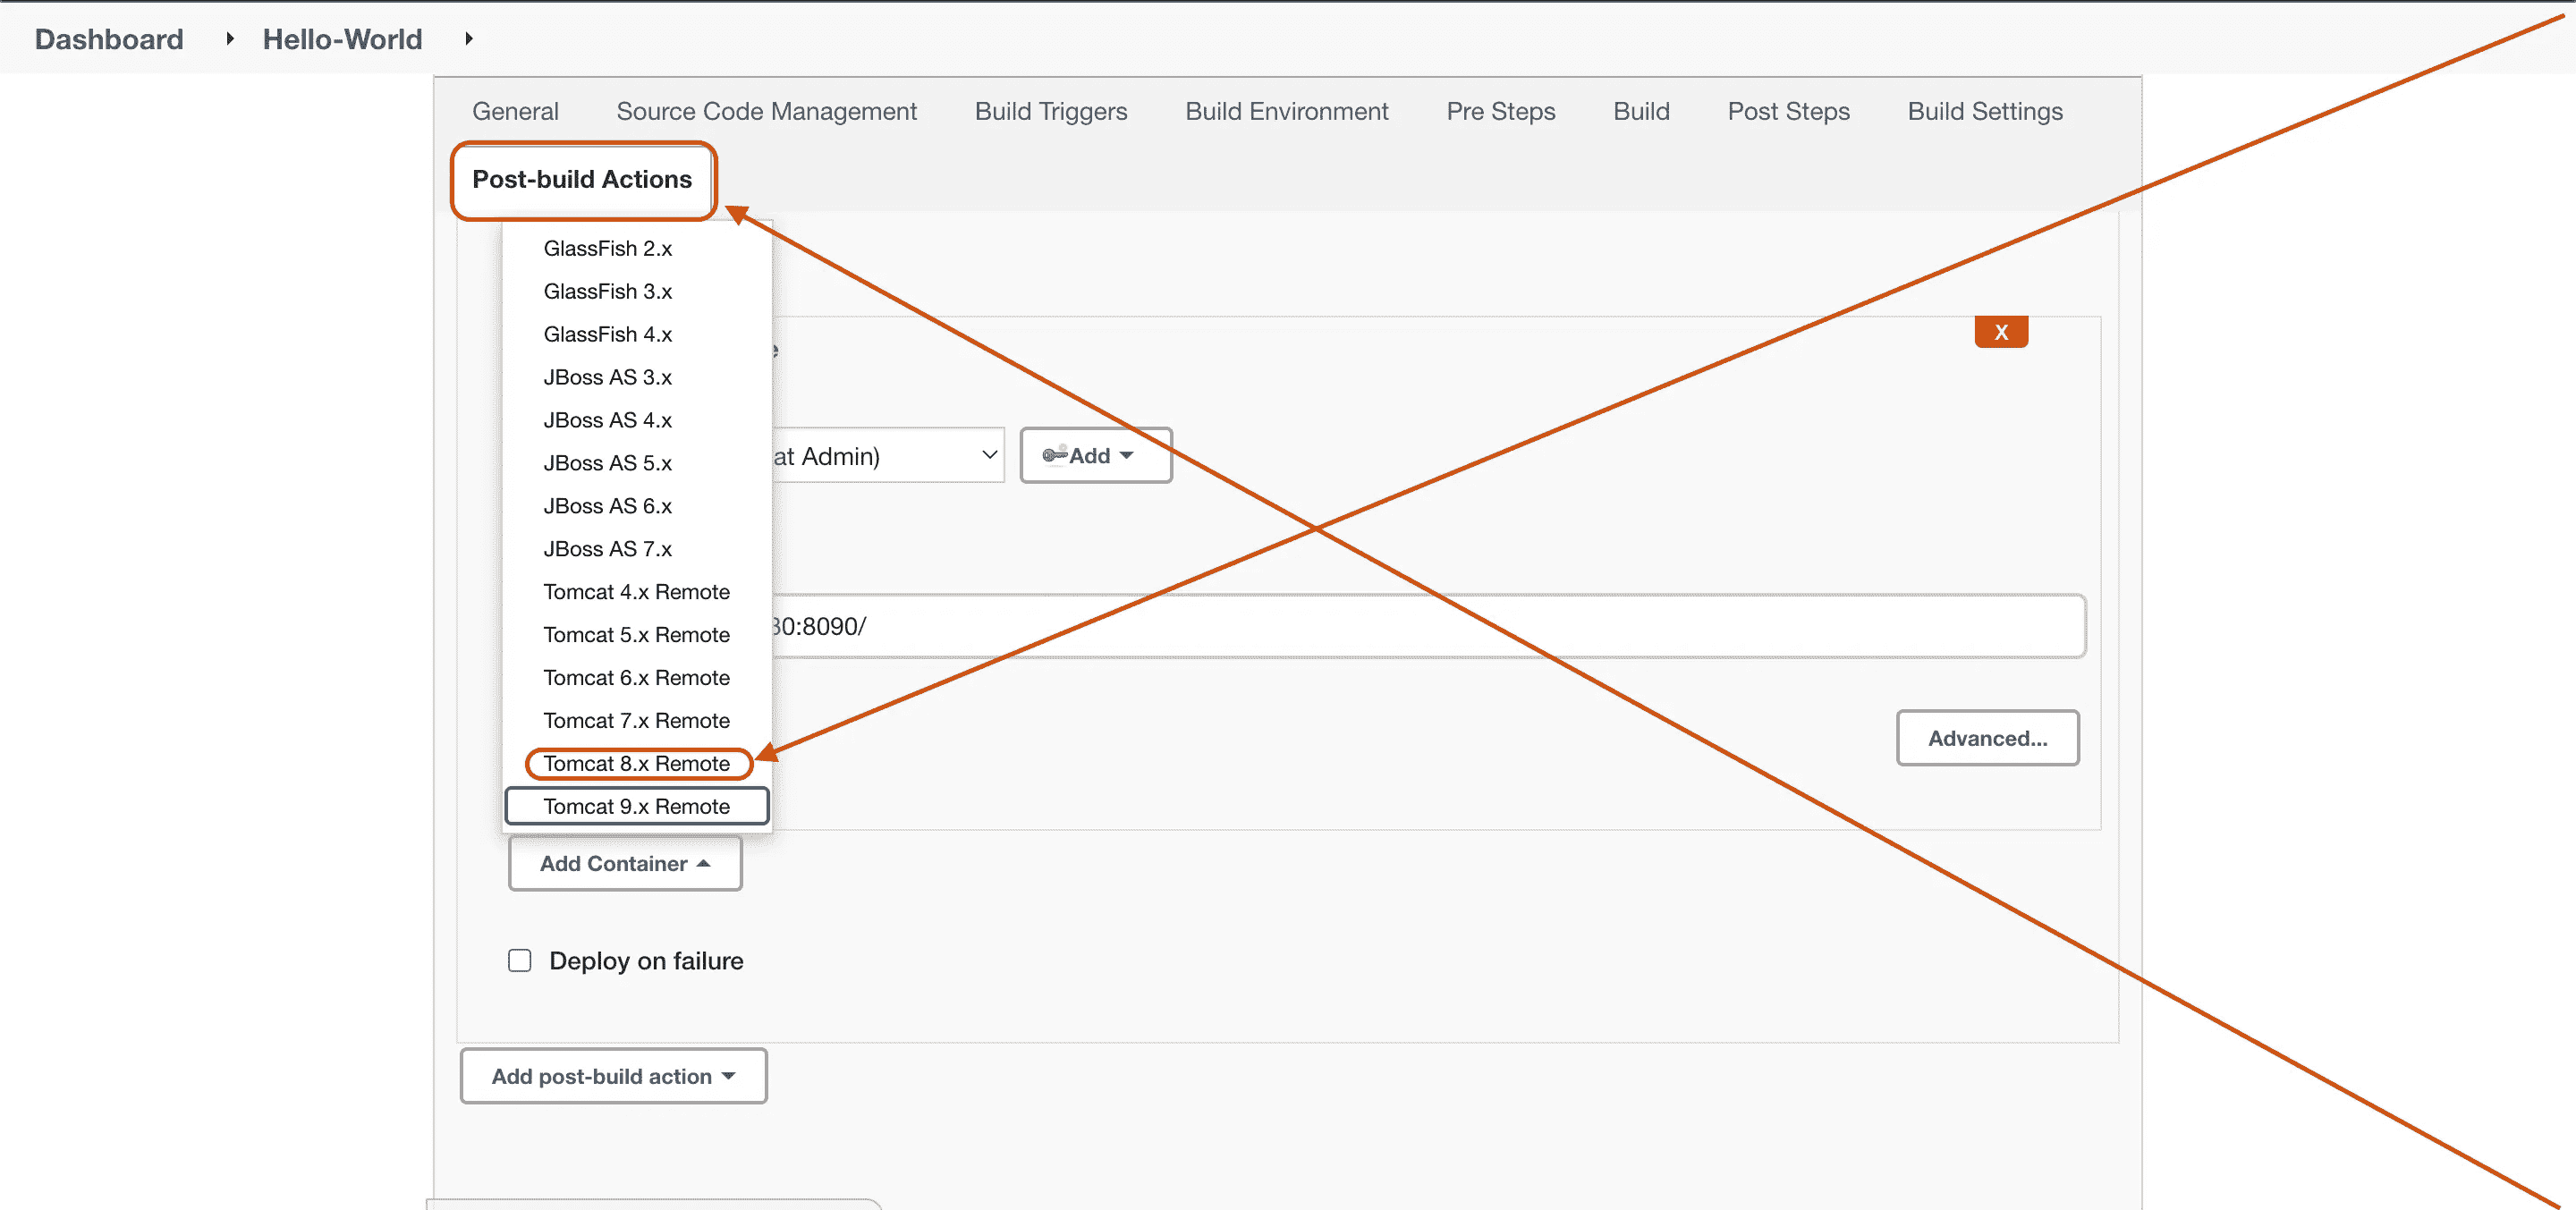 Dashboard Hello-World
General Source Code Management Build Triggers Build Environment Pre Steps Build Post Steps Build Settings
Post-build Actions
GlassFish 2.x
GlassFish 3.x
GlassFish 4.x
X
JBoss AS 3.x
JBoss AS 4.x
at Admin) Add
JBoss AS 5.x
JBoss AS 6.x
JBoss AS 7.x
Tomcat 4.x Remote
30:8090/
Tomcat 5.x Remote
Tomcat 6.x Remote
Tomcat 7.x Remote
Advanced...
Tomcat 8.x Remote
Tomcat 9.x Remote
Add Container
Deploy on failure
Add post-build action